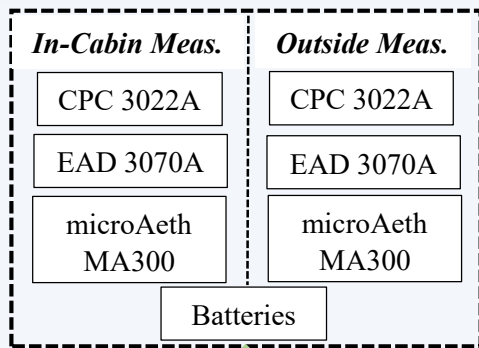 In-Cabin Meas.
CPC 3022A
EAD 3070A
microAeth
MA300
Outside Meas.
CPC 3022A
EAD 3070A
microAeth
MA300
Batteries